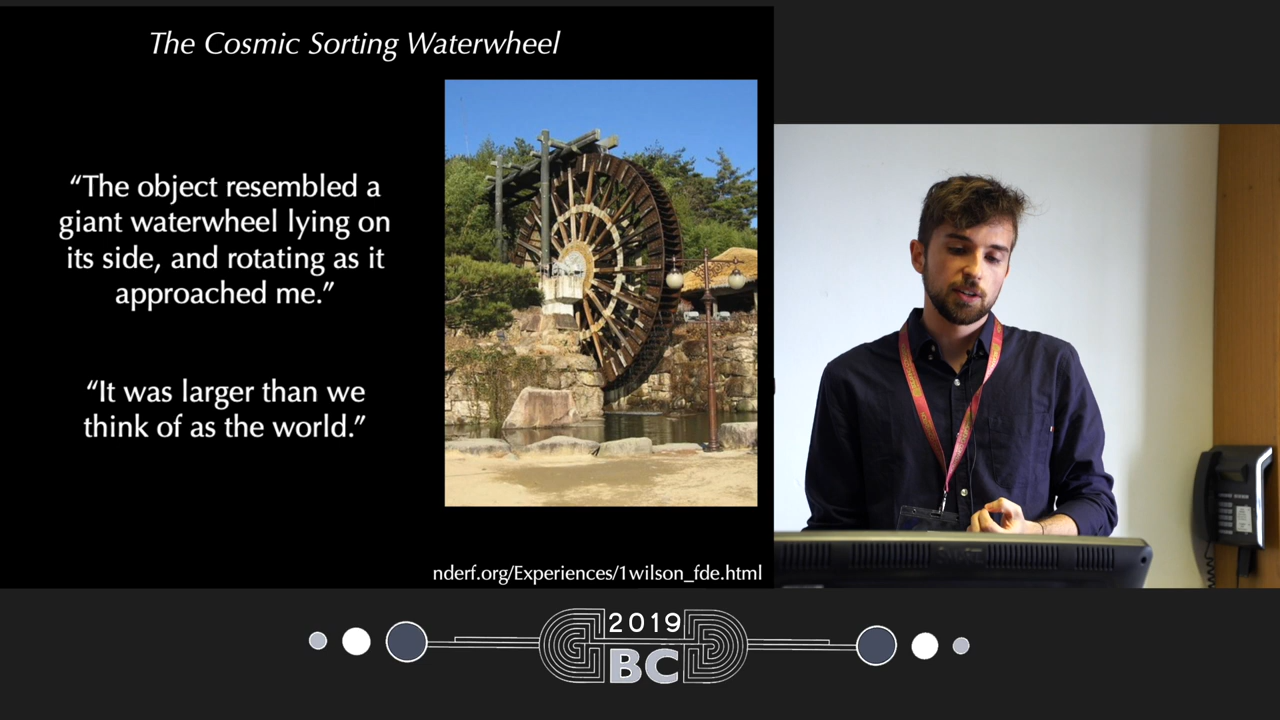 The Cosmic Sorting Waterwheel
“The object resembled a
giant waterwheel lying on
its side, and rotating as it
approached me.”
“It was larger than we
think of as the world.”
nderf.org/Experiences/1wilson_fde.html
2019
BC